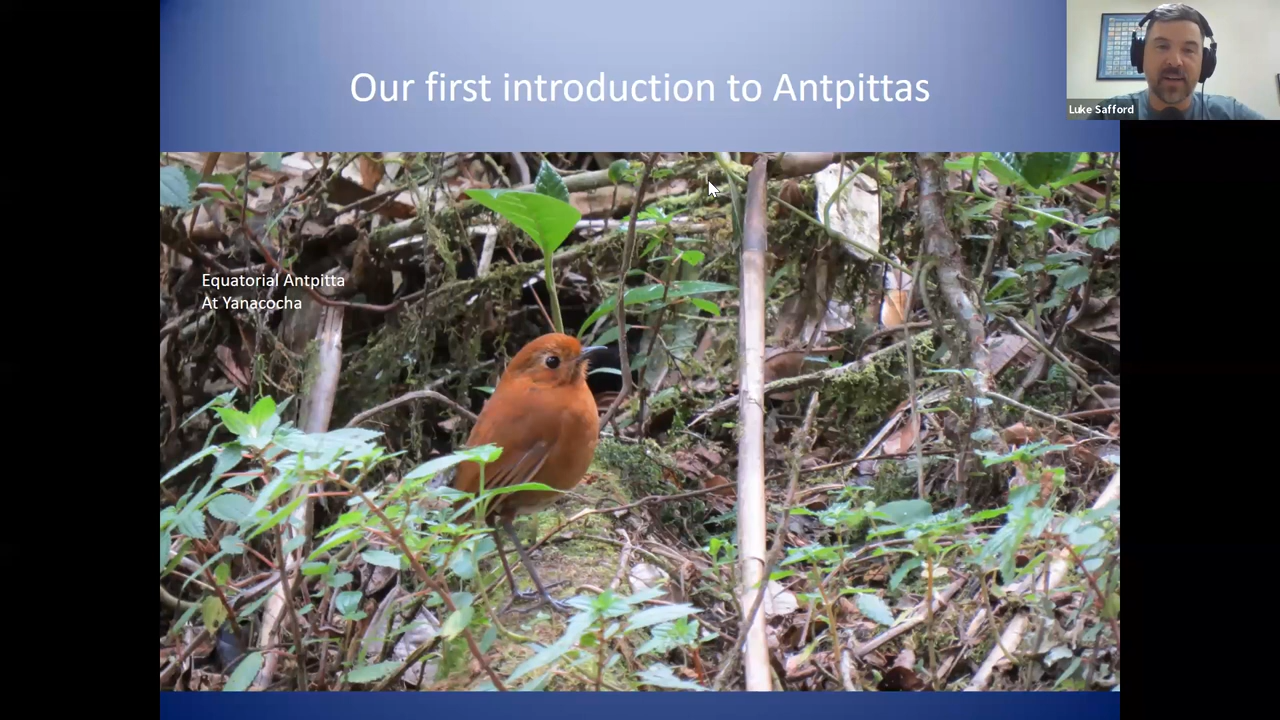 Our first introduction to Antpittas
Luke Safford
Equatorial Antpitta
At Yanacocha